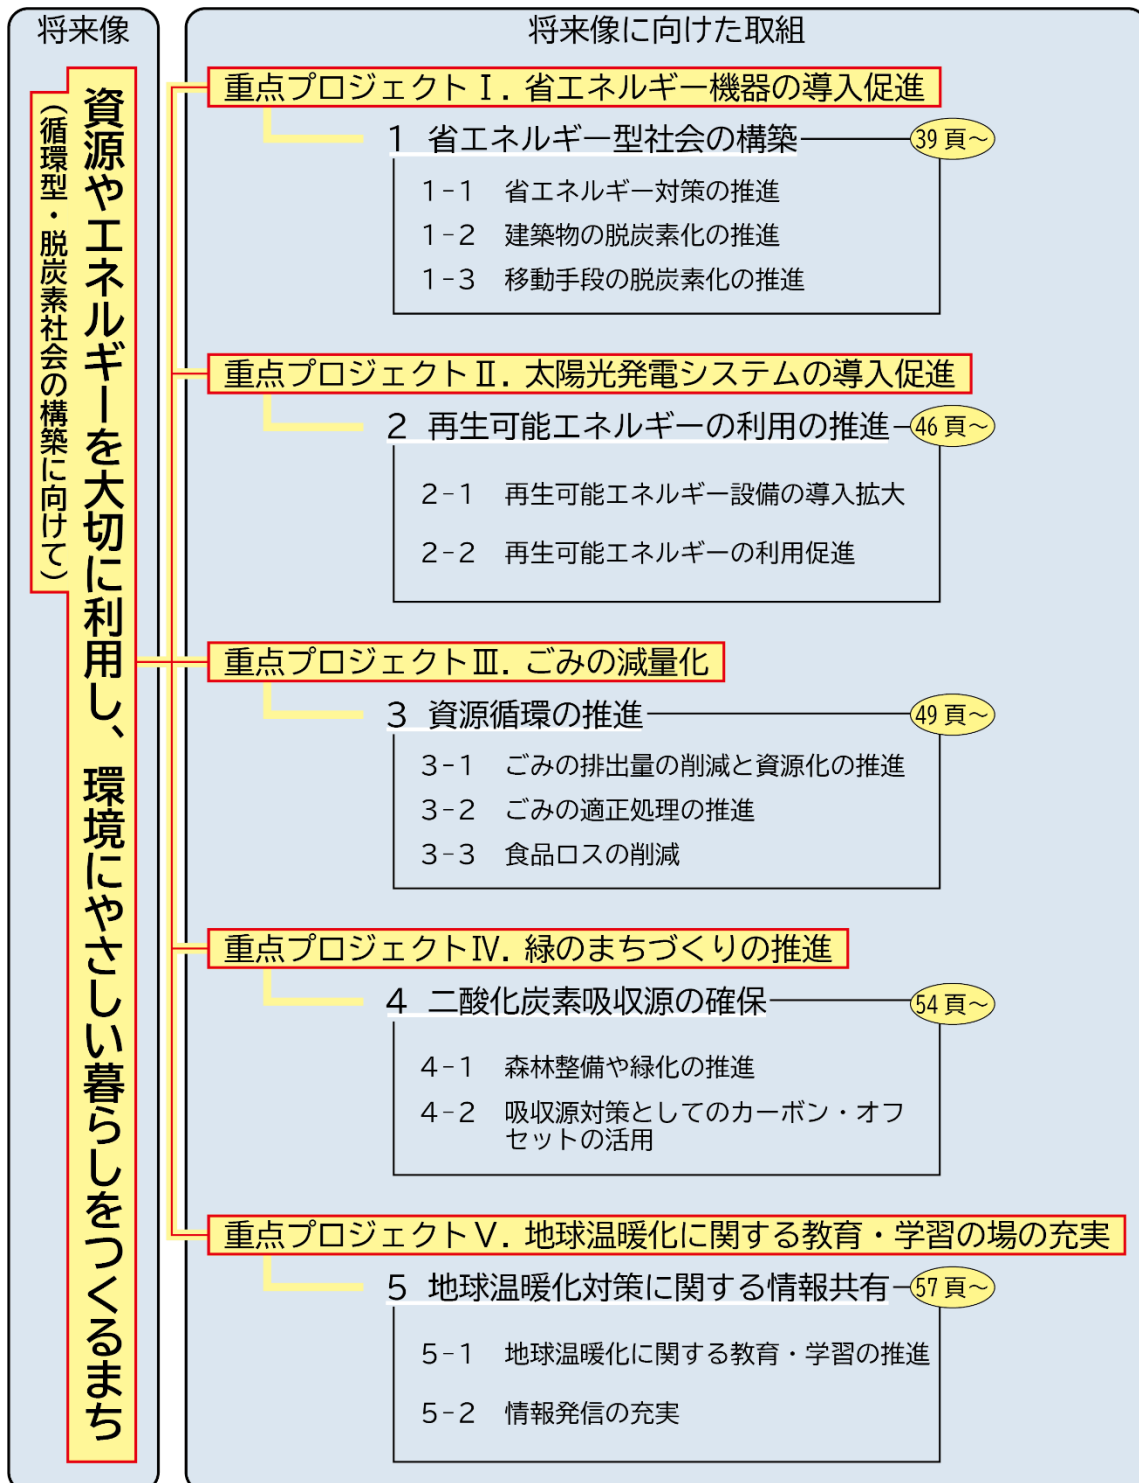 将来像
資源やエネルギーを大切に利用し、環境にやさしい暮らしをつくるまち
（循環型・脱炭素社会の構築に向けて）
将来像に向けた取組
重点プロジェクトⅠ. 省エネルギー機器の導入促進
1 省エネルギー型社会の構築 39頁～
1-1 省エネルギー対策の推進
1-2 建築物の脱炭素化の推進
1-3 移動手段の脱炭素化の推進
重点プロジェクトⅡ. 太陽光発電システムの導入促進
2 再生可能エネルギーの利用の推進 46頁～
2-1 再生可能エネルギー設備の導入拡大
2-2 再生可能エネルギーの利用促進
重点プロジェクトⅢ. ごみの減量化
3 資源循環の推進 49頁～
3-1 ごみの排出量の削減と資源化の推進
3-2 ごみの適正処理の推進
3-3 食品ロスの削減
重点プロジェクトⅣ. 緑のまちづくりの推進
4 二酸化炭素吸収源の確保 54頁～
4-1 森林整備や緑化の推進
4-2 吸収源対策としてのカーボン・オフ
セットの活用
重点プロジェクトⅤ. 地球温暖化に関する教育・学習の場の充実
5 地球温暖化対策に関する情報共有 57頁～
5-1 地球温暖化に関する教育・学習の推進
5-2 情報発信の充実